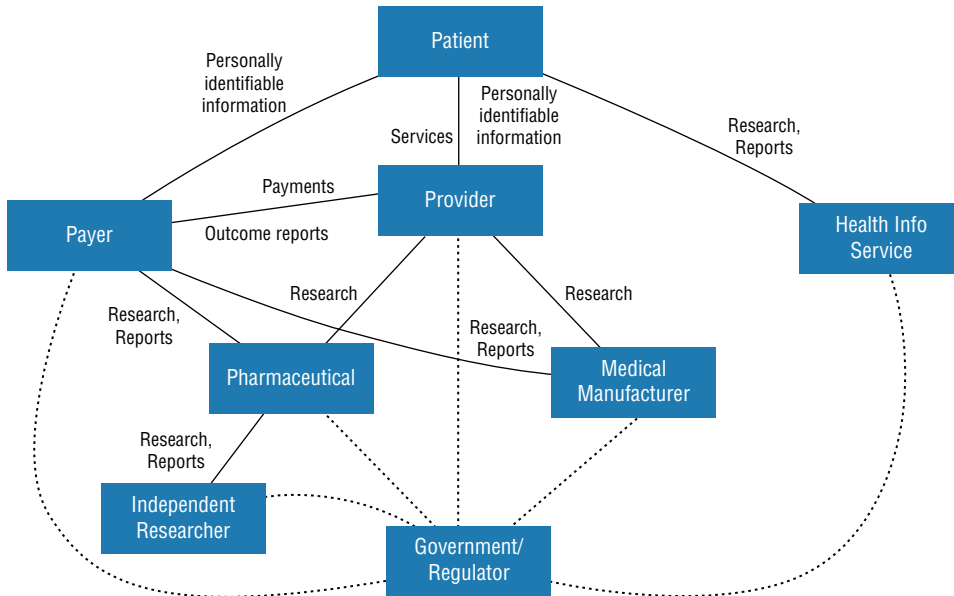 Patient
Personally
identifiable
information
Personally
identifiable
information
Services
Research,
Reports
Payments
Provider
Payer
Outcome reports
Health Info
Service
Research
Research
Research,
Reports
Research,
Reports
Pharmaceutical
Medical
Manufacturer
Research,
Reports
Independent
Researcher
Government/
Regulator